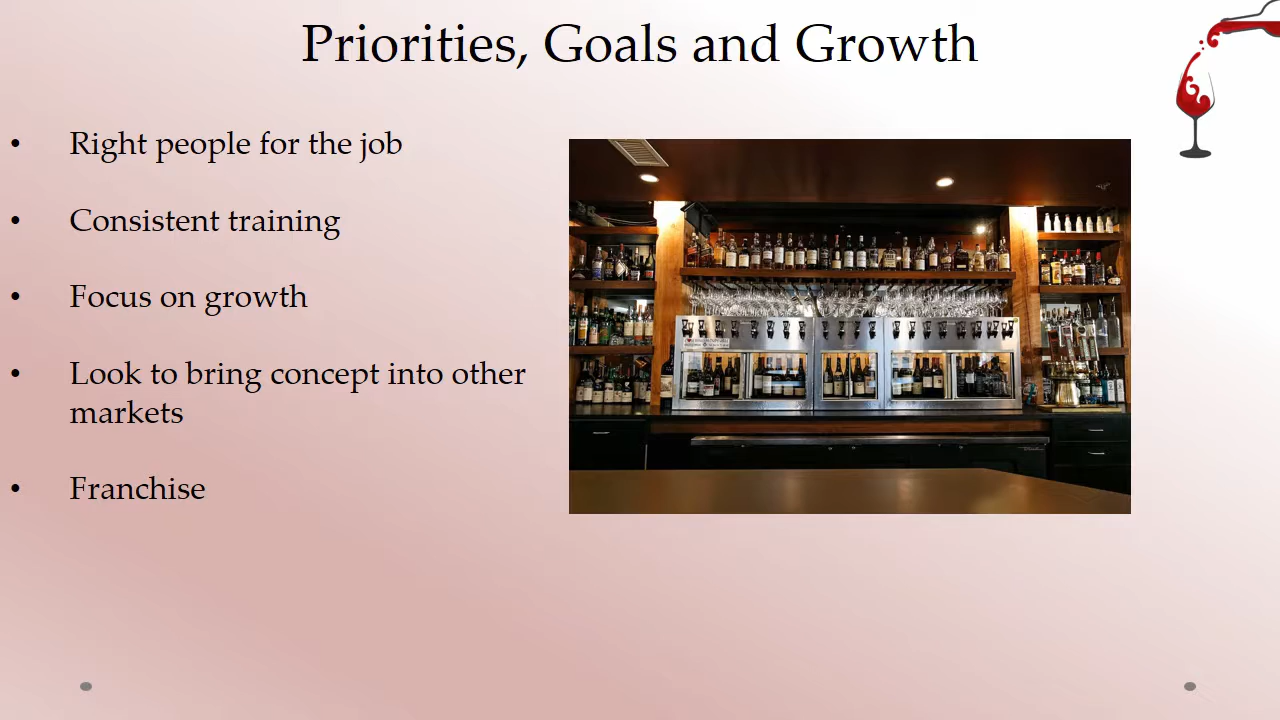 Priorities, Goals and Growth
• Right people for the job
• Consistent training
• Focus on growth
• Look to bring concept into other
markets
• Franchise